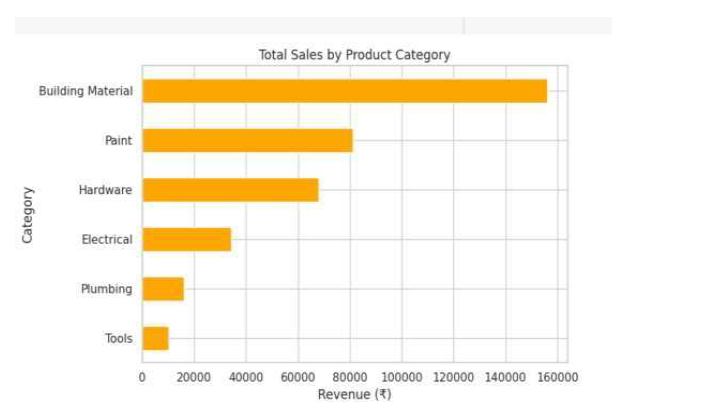 Total Sales by Product Category
Building Material
Paint
Hardware
Electrical
Plumbing
Tools
Category
0 20000 40000 60000 80000 100000 120000 140000 160000
Revenue (₹)